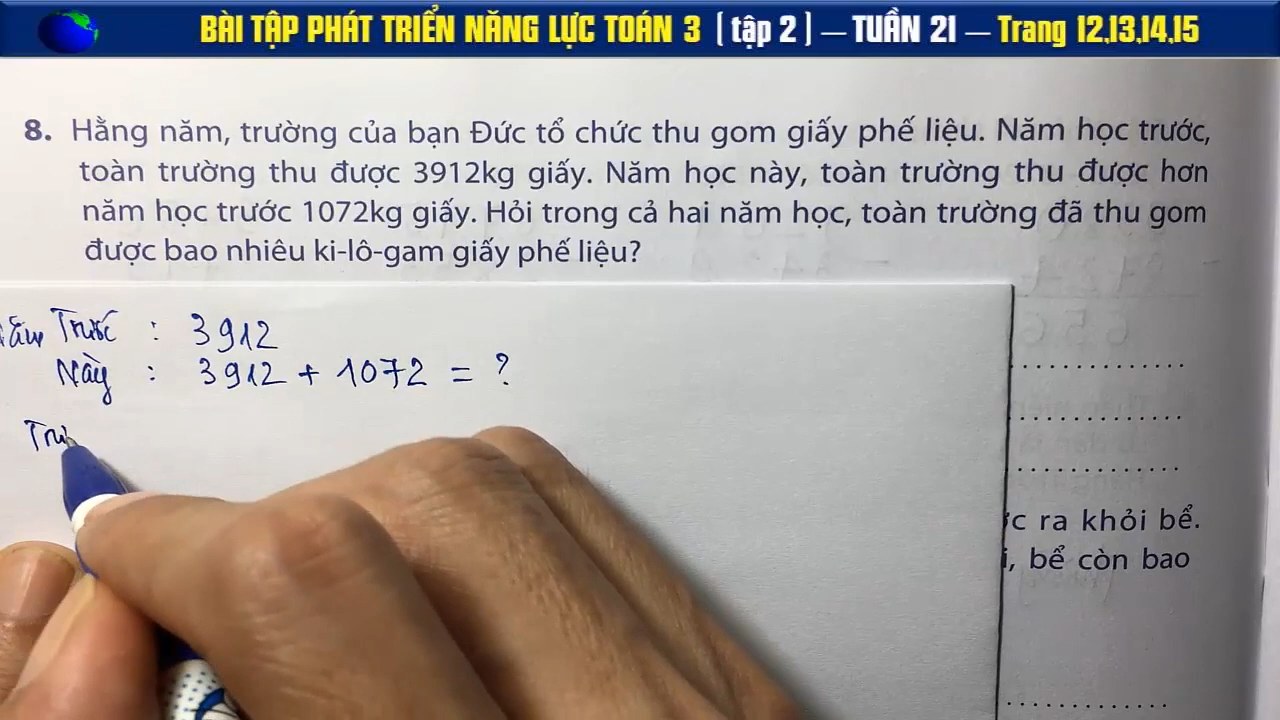 BÀI TẬP PHÁT TRIỂN NĂNG LỰC TOÁN 3 ( tập 2 ) – TUẦN 21 – Trang 12,13,14,15
8. Hằng năm, trường của bạn Đức tổ chức thu gom giấy phế liệu. Năm học trước,
toàn trường thu được 3912kg giấy. Năm học này, toàn trường thu được hơn
năm học trước 1072kg giấy. Hỏi trong cả hai năm học, toàn trường đã thu gom
được bao nhiêu ki-lô-gam giấy phế liệu?
Trước : 3912
Này : 3912 + 1072 = ?
ra khỏi bể.
bể còn bao